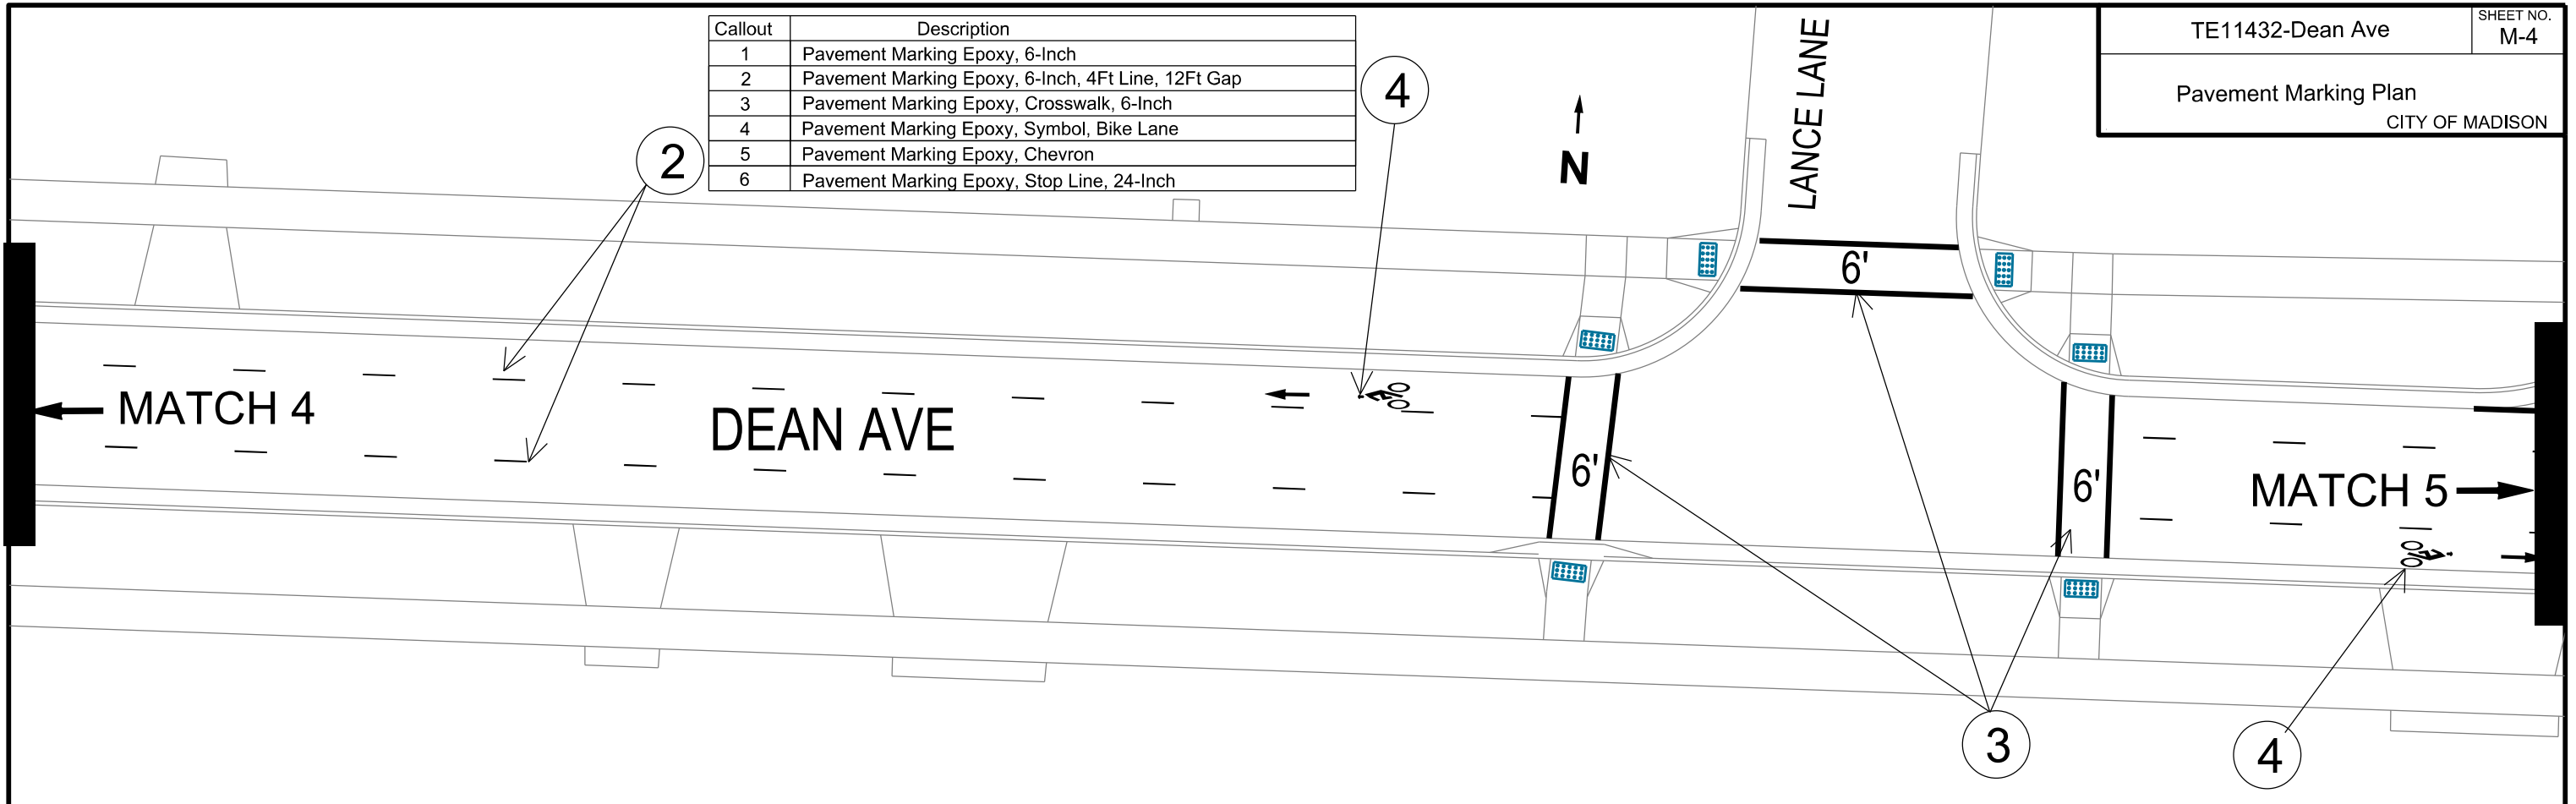 Callout Description
1 Pavement Marking Epoxy, 6-Inch
2 Pavement Marking Epoxy, 6-Inch, 4Ft Line, 12Ft Gap
3 Pavement Marking Epoxy, Crosswalk, 6-Inch
4 Pavement Marking Epoxy, Symbol, Bike Lane
5 Pavement Marking Epoxy, Chevron
6 Pavement Marking Epoxy, Stop Line, 24-Inch
TE11432-Dean Ave
SHEET NO.
M-4
Pavement Marking Plan
CITY OF MADISON
4
2
N
LANCE LANE
6'
MATCH 4
DEAN AVE
6'
6'
MATCH 5
3
4